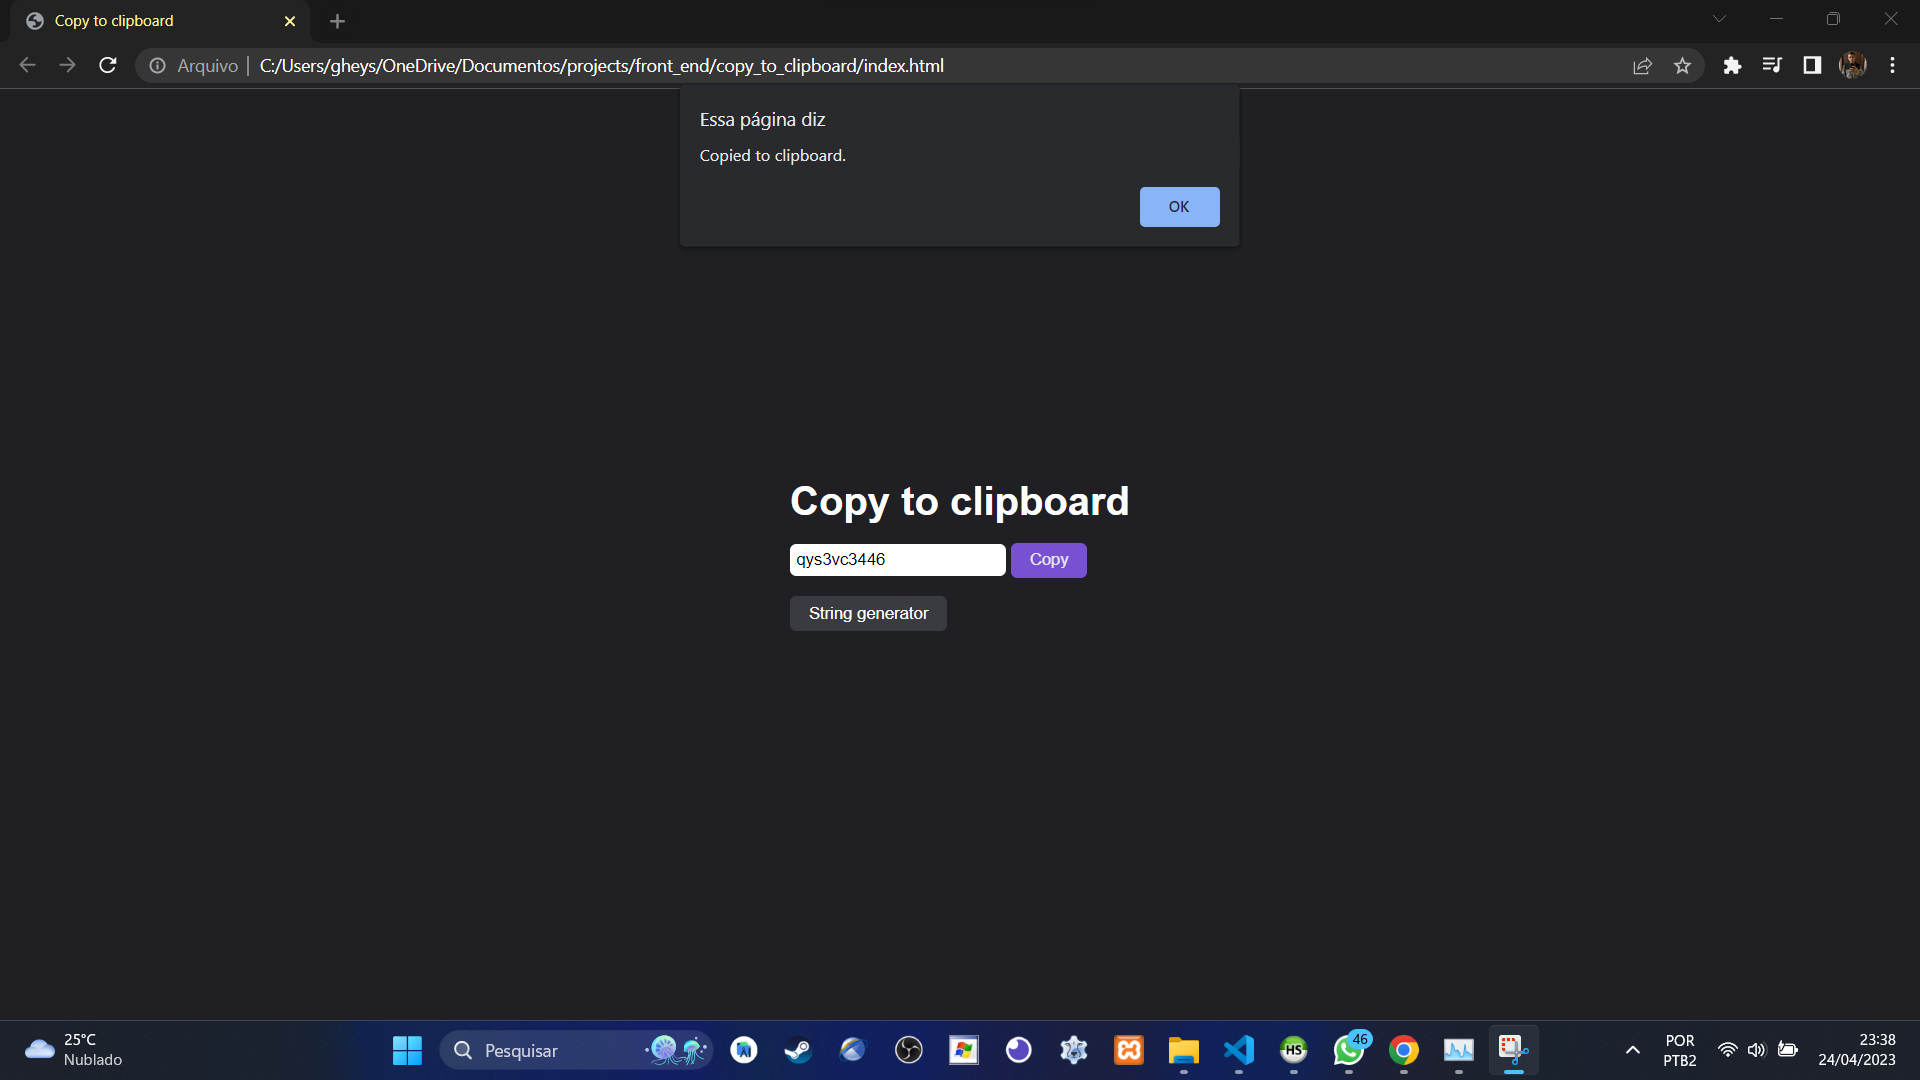 Copy to clipboard
Arquivo
C:/Users/gheys/OneDrive/Documentos/projects/front_end/copy_to_clipboard/index.html
Essa página diz
Copied to clipboard.
OK
Copy to clipboard
qys3vc3446
Copy
String generator
25°C
Nublado
Pesquisar
HS
46
POR
PTB2
23:38
24/04/2023